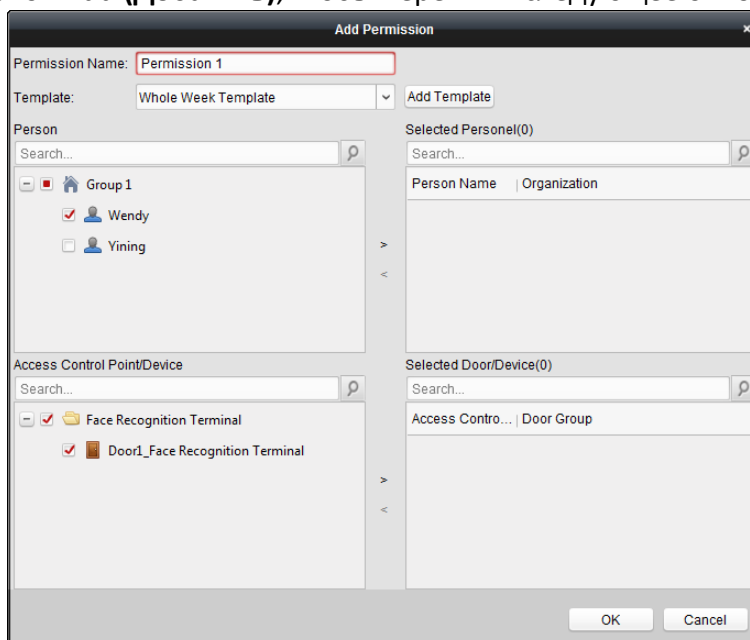 Add Permission
Permission Name: Permission 1
Template: Whole Week Template Add Template
Person
Search...
Group 1
Wendy
Yining
Selected Personel(0)
Search...
Person Name Organization
>
<
Access Control Point/Device
Search...
Face Recognition Terminal
Door1_Face Recognition Terminal
Selected Door/Device(0)
Search...
Access Contro... Door Group
>
<
OK Cancel